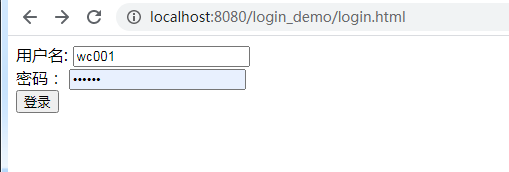 localhost:8080/login_demo/login.html
用户名: wc001
密码： ••••••
登录